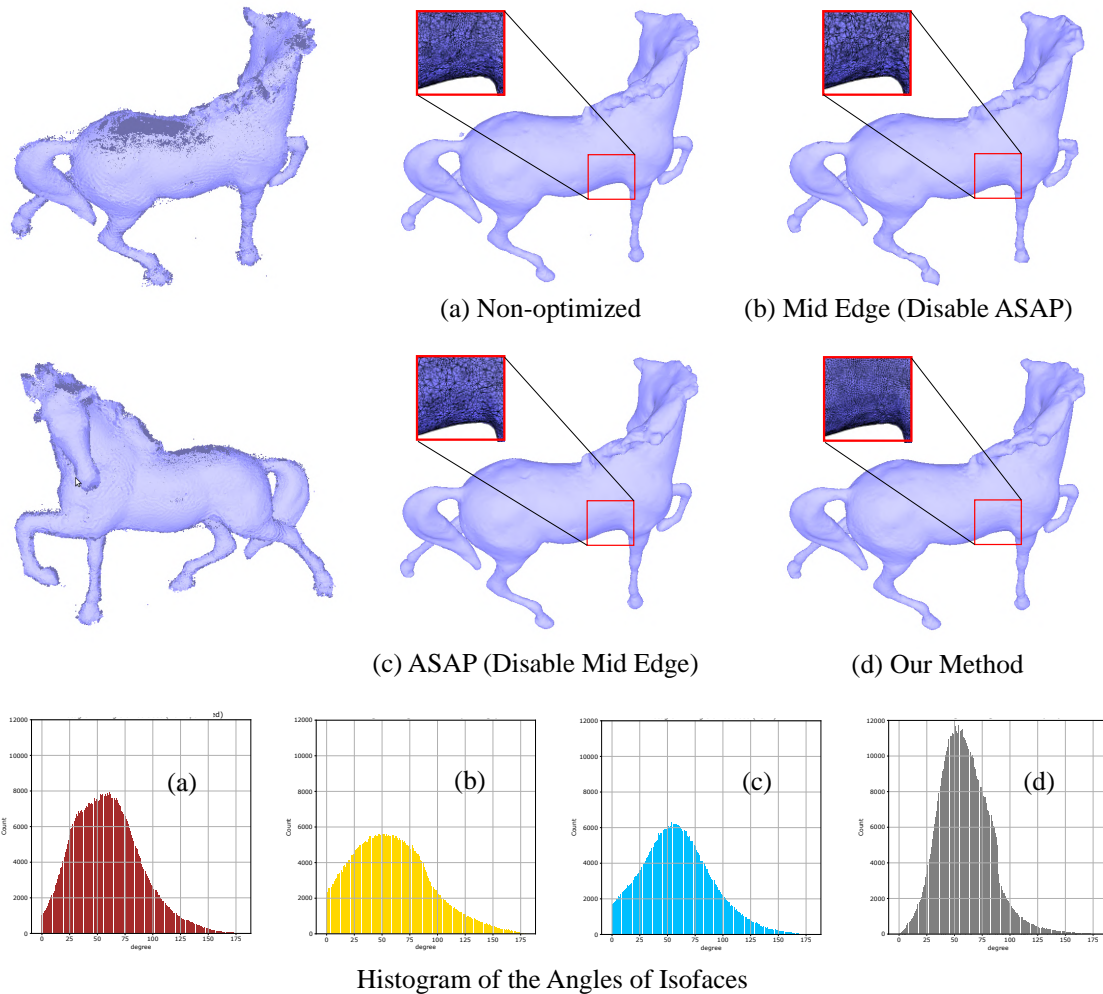 (a) Non-optimized
(b) Mid Edge (Disable ASAP)
(c) ASAP (Disable Mid Edge)
(d) Our Method
12000
10000
8000
6000
4000
2000
0
Count
(a)
0 25 50 75 100 125 150 175
degree
12000
10000
8000
6000
4000
2000
0
Count
(b)
0 25 50 75 100 125 150 175
degree
12000
10000
8000
6000
4000
2000
0
Count
(c)
0 25 50 75 100 125 150 175
degree
12000
10000
8000
6000
4000
2000
0
Count
(d)
0 25 50 75 100 125 150 175
degree
Histogram of the Angles of Isofaces